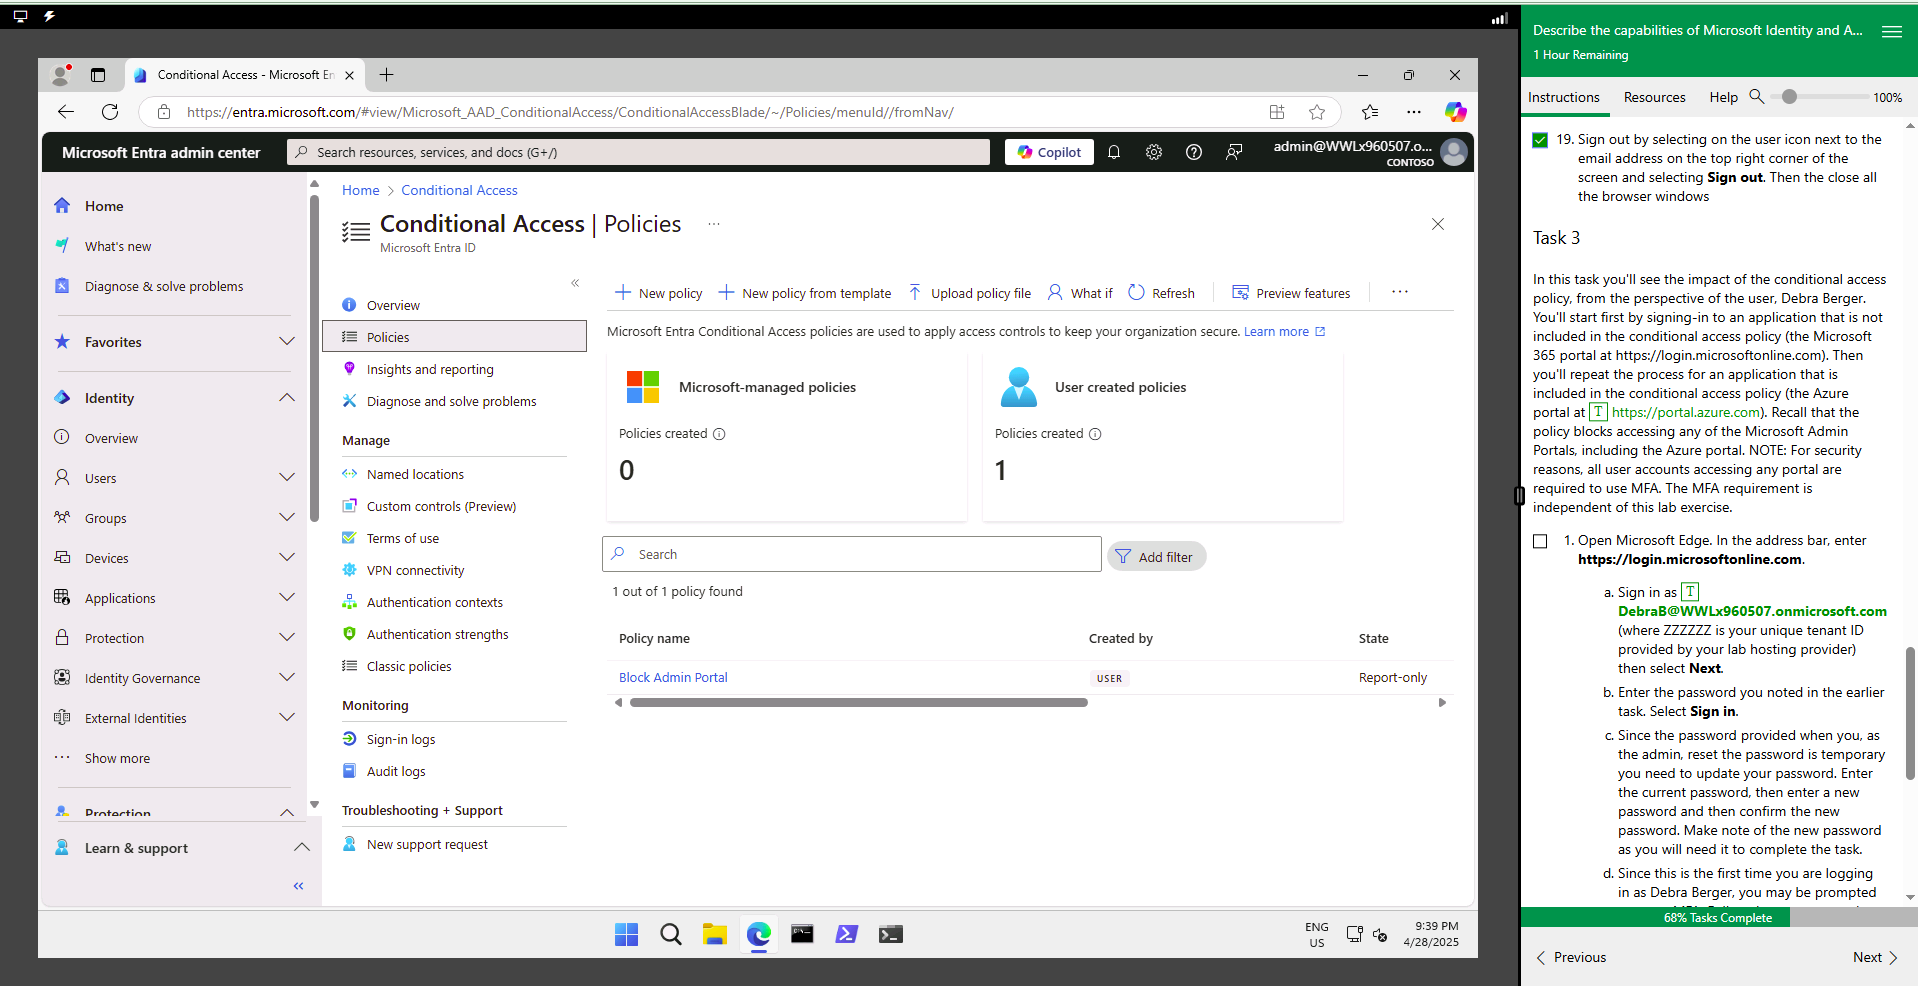 Conditional Access - Microsoft En
https://entra.microsoft.com/#view/Microsoft_AAD_ConditionalAccess/ConditionalAccessBlade/~/Policies/menuId//fromNav/
Microsoft Entra admin center
Search resources, services, and docs (G+/)
Copilot
admin@WWLx960507.o...
CONTOSO
Home
What's new
Diagnose & solve problems
Favorites
Identity
Overview
Users
Groups
Devices
Applications
Protection
Identity Governance
External Identities
Show more
Protection
Learn & support
Home > Conditional Access
Conditional Access | Policies
Microsoft Entra ID
Overview
Policies
Insights and reporting
Diagnose and solve problems
Manage
Named locations
Custom controls (Preview)
Terms of use
VPN connectivity
Authentication contexts
Authentication strengths
Classic policies
Monitoring
Sign-in logs
Audit logs
Troubleshooting + Support
New support request
New policy
New policy from template
Upload policy file
What if
Refresh
Preview features
Microsoft Entra Conditional Access policies are used to apply access controls to keep your organization secure. Learn more
Microsoft-managed policies
Policies created
0
User created policies
Policies created
1
Search
Add filter
1 out of 1 policy found
Policy name Created by State
Block Admin Portal USER Report-only
ENG
US
9:39 PM
4/28/2025
Describe the capabilities of Microsoft Identity and A...
1 Hour Remaining
Instructions Resources Help 100%
19. Sign out by selecting on the user icon next to the
email address on the top right corner of the
screen and selecting Sign out. Then the close all
the browser windows
Task 3
In this task you'll see the impact of the conditional access
policy, from the perspective of the user, Debra Berger.
You'll start first by signing-in to an application that is not
included in the conditional access policy (the Microsoft
365 portal at https://login.microsoftonline.com). Then
you'll repeat the process for an application that is
included in the conditional access policy (the Azure
portal at T https://portal.azure.com). Recall that the
policy blocks accessing any of the Microsoft Admin
Portals, including the Azure portal. NOTE: For security
reasons, all user accounts accessing any portal are
required to use MFA. The MFA requirement is
independent of this lab exercise.
1. Open Microsoft Edge. In the address bar, enter
https://login.microsoftonline.com.
a. Sign in as T
DebraB@WWLx960507.onmicrosoft.com
(where ZZZZZZ is your unique tenant ID
provided by your lab hosting provider)
then select Next.
b. Enter the password you noted in the earlier
task. Select Sign in.
c. Since the password provided when you, as
the admin, reset the password is temporary
you need to update your password. Enter
the current password, then enter a new
password and then confirm the new
password. Make note of the new password
as you will need it to complete the task.
d. Since this is the first time you are logging
in as Debra Berger, you may be prompted
68% Tasks Complete
Previous
Next